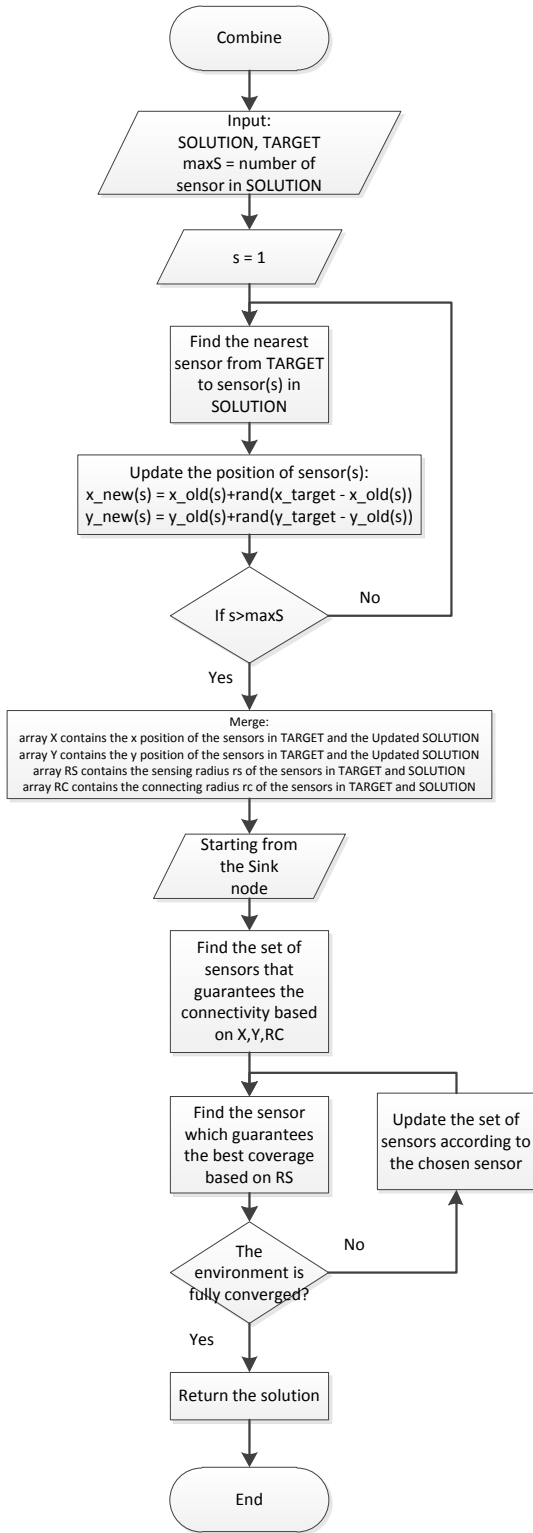 Combine
Input:
SOLUTION, TARGET
maxS = number of
sensor in SOLUTION
s = 1
Find the nearest
sensor from TARGET
to sensor(s) in
SOLUTION
Update the position of sensor(s):
x_new(s) = x_old(s)+rand(x_target - x_old(s))
y_new(s) = y_old(s)+rand(y_target - y_old(s))
If s>maxS
No
Yes
Merge:
array X contains the x position of the sensors in TARGET and the Updated SOLUTION
array Y contains the y position of the sensors in TARGET and the Updated SOLUTION
array RS contains the sensing radius rs of the sensors in TARGET and SOLUTION
array RC contains the connecting radius rc of the sensors in TARGET and SOLUTION
Starting from
the Sink
node
Find the set of
sensors that
guarantees the
connectivity based
on X,Y,RC
Find the sensor
which guarantees
the best coverage
based on RS
Update the set of
sensors according to
the chosen sensor
The
environment is
fully converged?
No
Yes
Return the solution
End